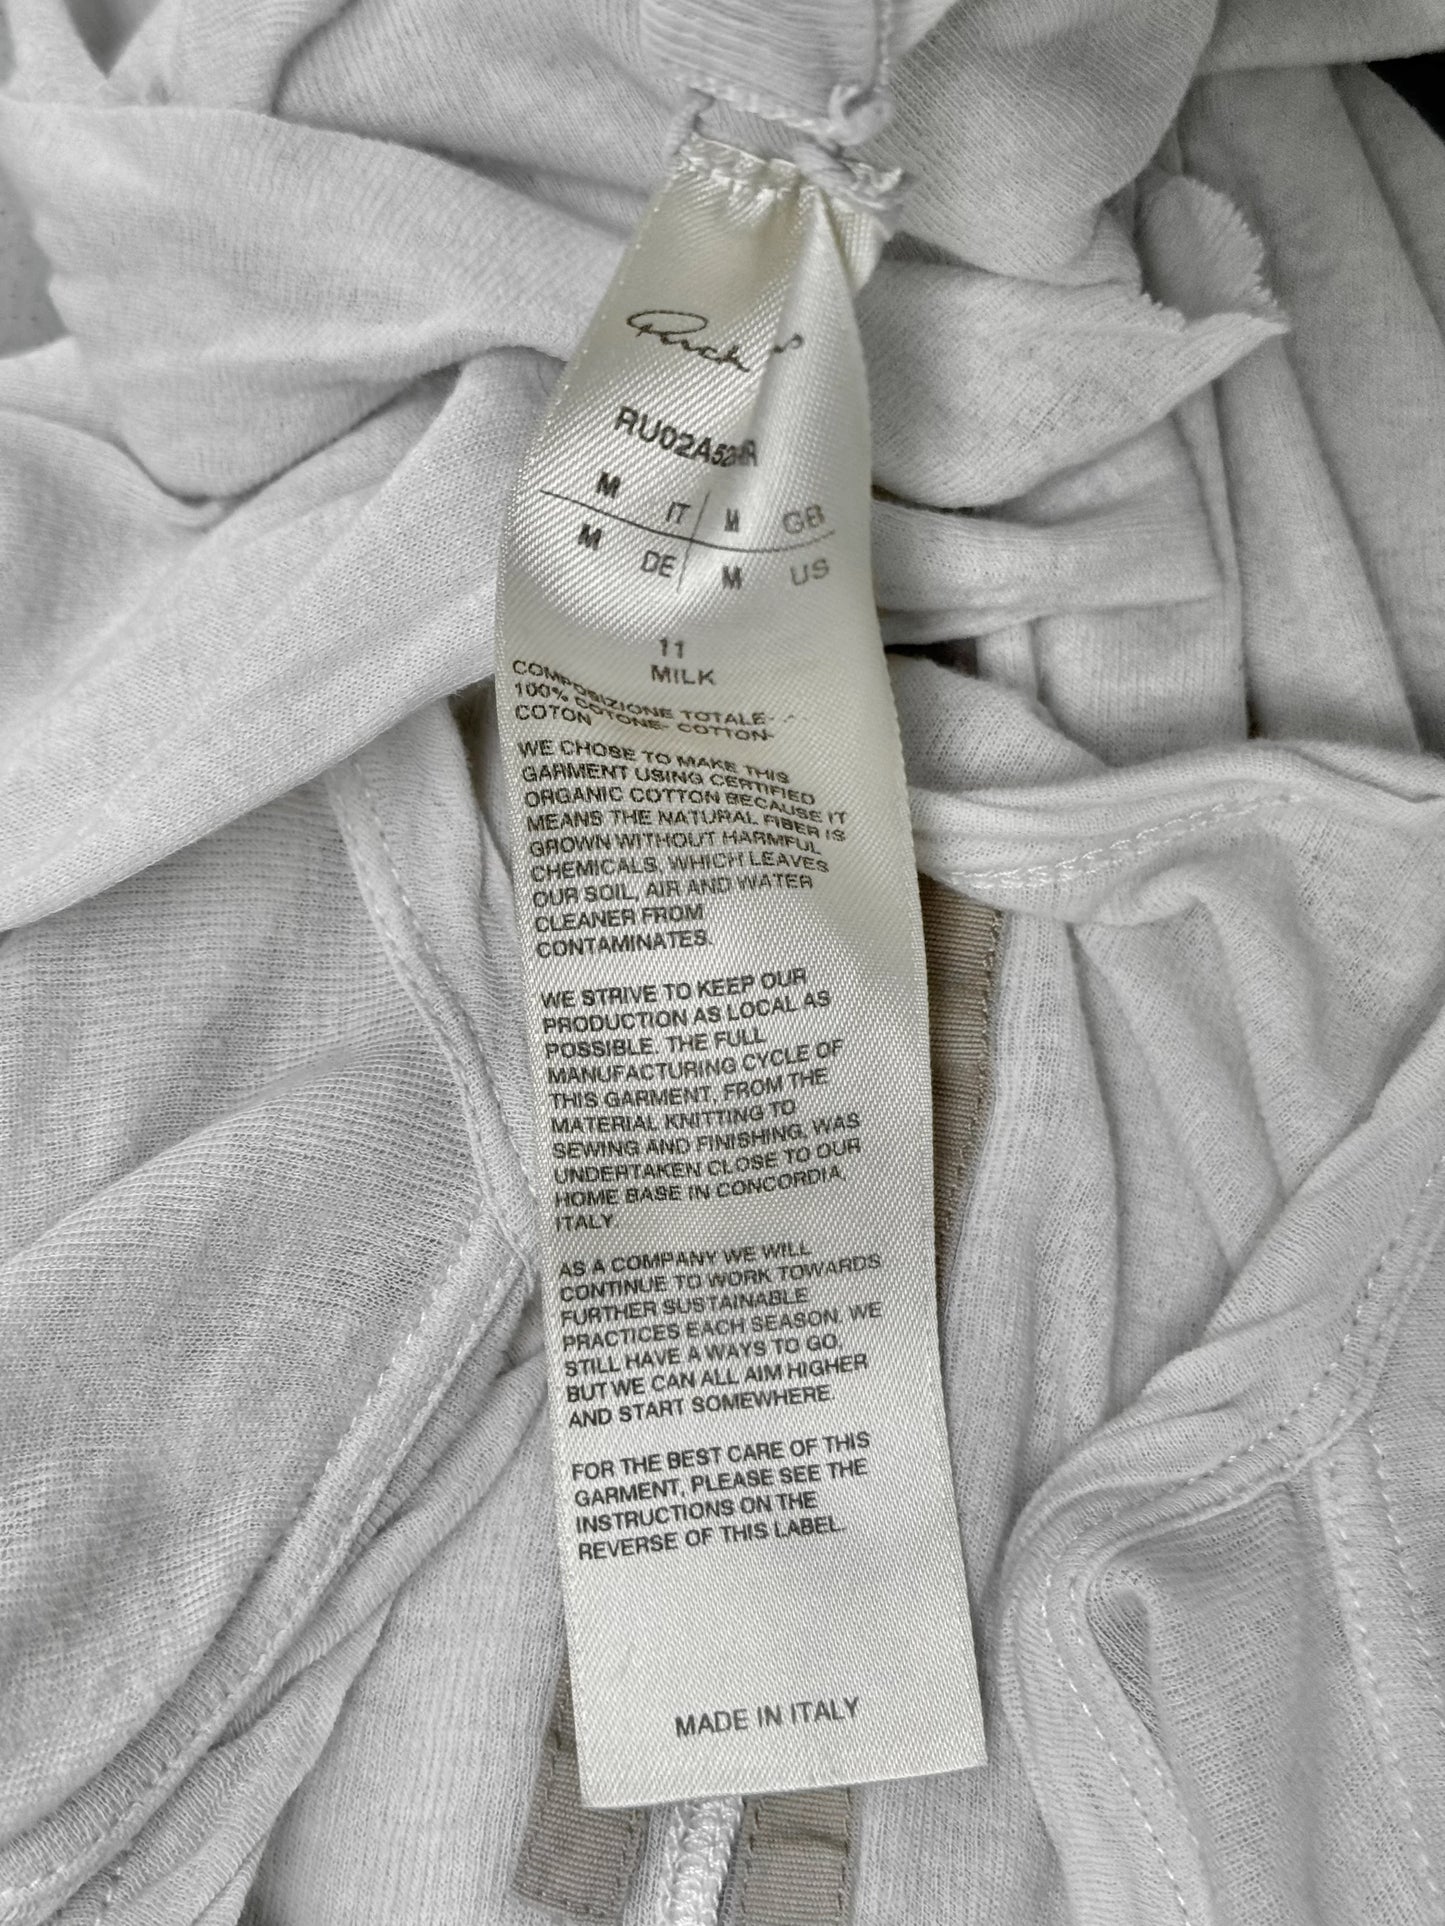 RU02A52
M IT M GB
M DE M US
11
MILK
COMPOSIZIONE TOTALE-
100% COTONE- COTTON-
COTON
WE CHOSE TO MAKE THIS
GARMENT USING CERTIFIED
ORGANIC COTTON BECAUSE IT
MEANS THE NATURAL FIBER IS
GROWN WITHOUT HARMFUL
CHEMICALS, WHICH LEAVES
OUR SOIL, AIR AND WATER
CLEANER FROM
CONTAMINATES.
WE STRIVE TO KEEP OUR
PRODUCTION AS LOCAL AS
POSSIBLE. THE FULL
MANUFACTURING CYCLE OF
THIS GARMENT, FROM THE
MATERIAL KNITTING TO
SEWING AND FINISHING, WAS
UNDERTAKEN CLOSE TO OUR
HOME BASE IN CONCORDIA,
ITALY.
AS A COMPANY WE WILL
CONTINUE TO WORK TOWARDS
FURTHER SUSTAINABLE
PRACTICES EACH SEASON. WE
STILL HAVE A WAYS TO GO,
BUT WE CAN ALL AIM HIGHER
AND START SOMEWHERE
FOR THE BEST CARE OF THIS
GARMENT, PLEASE SEE THE
INSTRUCTIONS ON THE
REVERSE OF THIS LABEL.
MADE IN ITALY